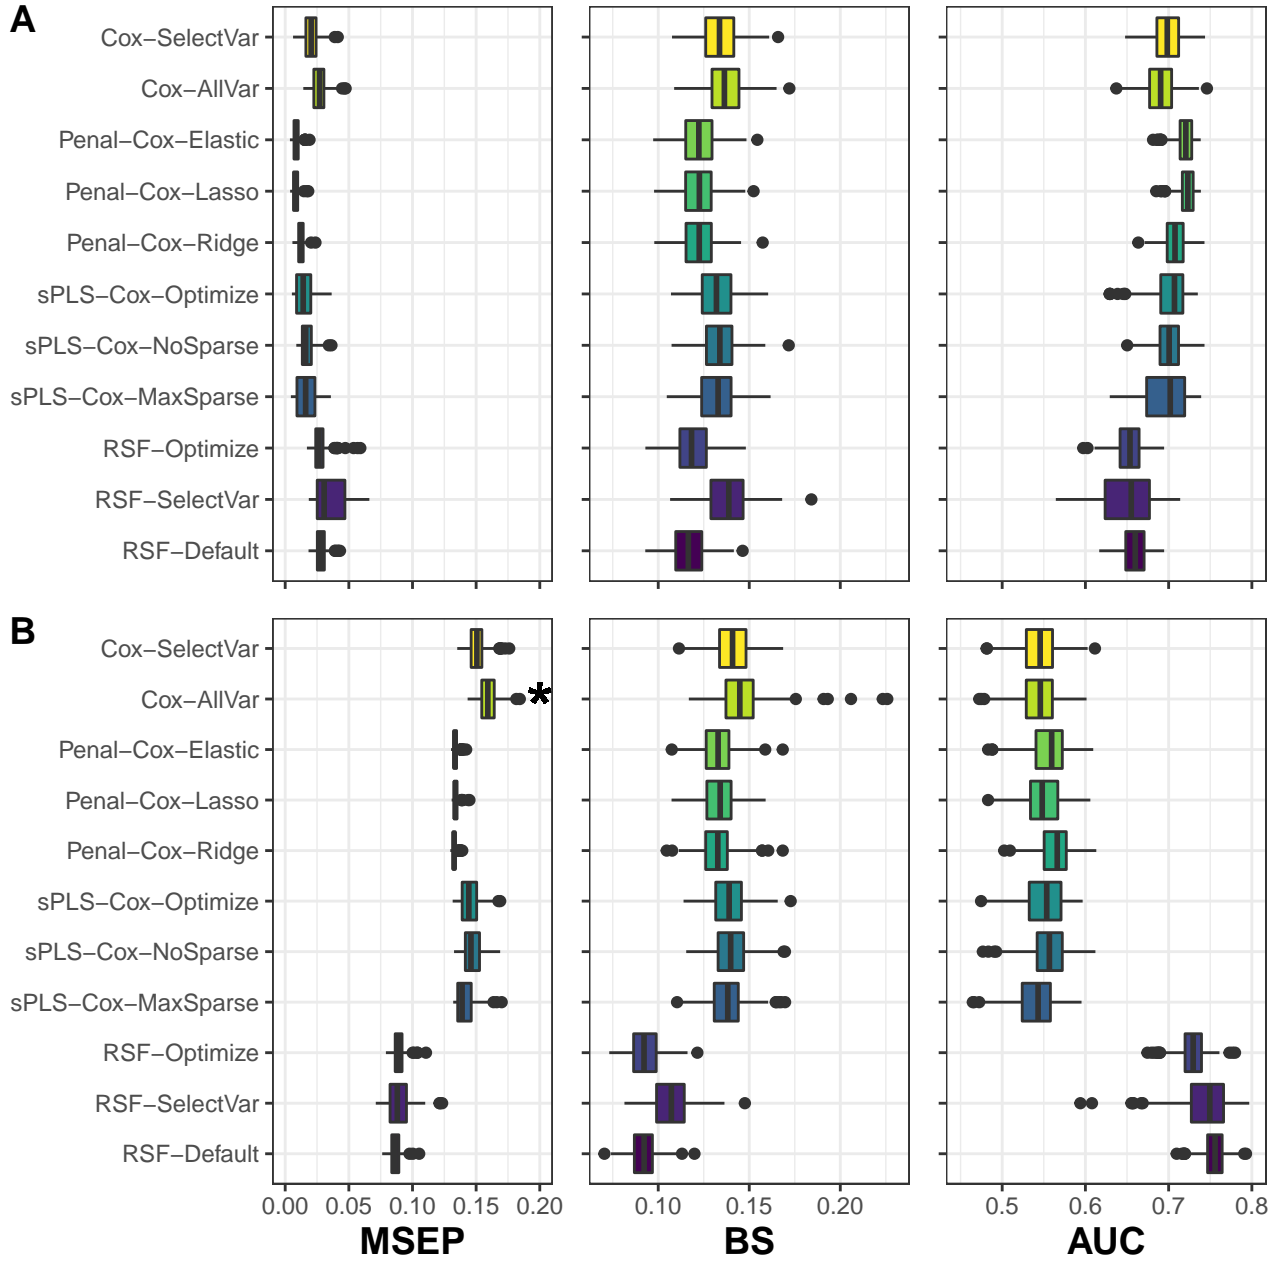 A
Cox−SelectVar
Cox−AllVar
Penal−Cox−Elastic
Penal−Cox−Lasso
Penal−Cox−Ridge
sPLS−Cox−Optimize
sPLS−Cox−NoSparse
sPLS−Cox−MaxSparse
RSF−Optimize
RSF−SelectVar
RSF−Default
B
Cox−SelectVar
Cox−AllVar *
Penal−Cox−Elastic
Penal−Cox−Lasso
Penal−Cox−Ridge
sPLS−Cox−Optimize
sPLS−Cox−NoSparse
sPLS−Cox−MaxSparse
RSF−Optimize
RSF−SelectVar
RSF−Default
0.00 0.05 0.10 0.15 0.20 0.10 0.15 0.20 0.5 0.6 0.7 0.8
MSEP BS AUC